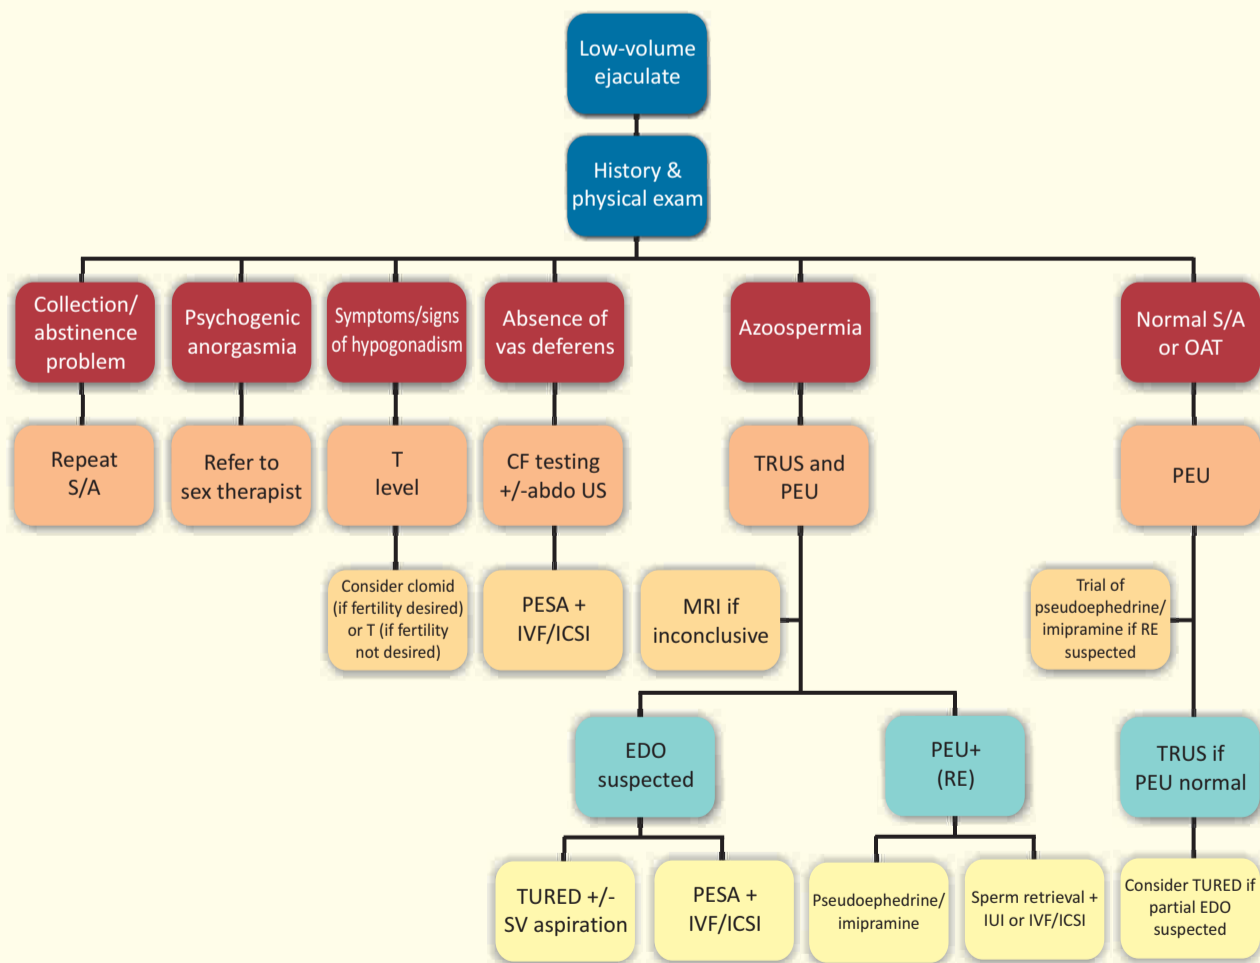 Low-volume
ejaculate
History &
physical exam
Collection/
abstinence
problem
Psychogenic
anorgasmia
Symptoms/signs
of hypogonadism
Absence of
vas deferens
Azoospermia
Normal S/A
or OAT
Repeat
S/A
Refer to
sex therapist
T
level
CF testing
+/-abdo US
TRUS and
PEU
PEU
Consider clomid
(if fertility desired)
or T (if fertility
not desired)
PESA +
IVF/ICSI
MRI if
inconclusive
Trial of
pseudoephedrine/
imipramine if RE
suspected
EDO
suspected
PEU+
(RE)
TRUS if
PEU normal
TURED +/-
SV aspiration
PESA +
IVF/ICSI
Pseudoephedrine/
imipramine
Sperm retrieval +
IUI or IVF/ICSI
Consider TURED if
partial EDO
suspected